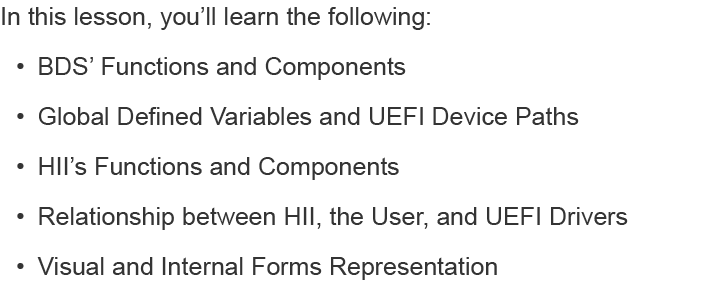 In this lesson, you’ll learn the following:
• BDS’ Functions and Components
• Global Defined Variables and UEFI Device Paths
• HII’s Functions and Components
• Relationship between HII, the User, and UEFI Drivers
• Visual and Internal Forms Representation